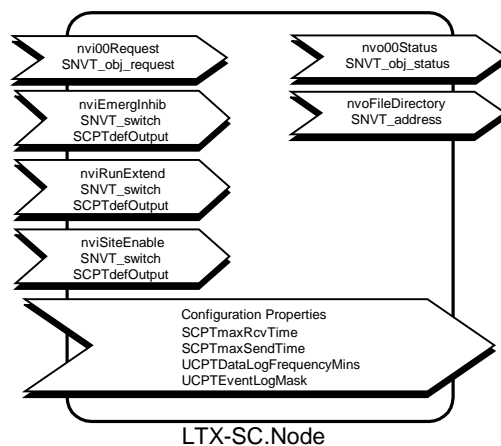 nvi00Request
SNVT_obj_request
nvo00Status
SNVT_obj_status
nviEmergInhib
SNVT_switch
SCPTdefOutput
nvoFileDirectory
SNVT_address
nviRunExtend
SNVT_switch
SCPTdefOutput
nviSiteEnable
SNVT_switch
SCPTdefOutput
Configuration Properties
SCPTmaxRcvTime
SCPTmaxSendTime
UCPTDataLogFrequencyMins
UCPTEventLogMask
LTX-SC.Node